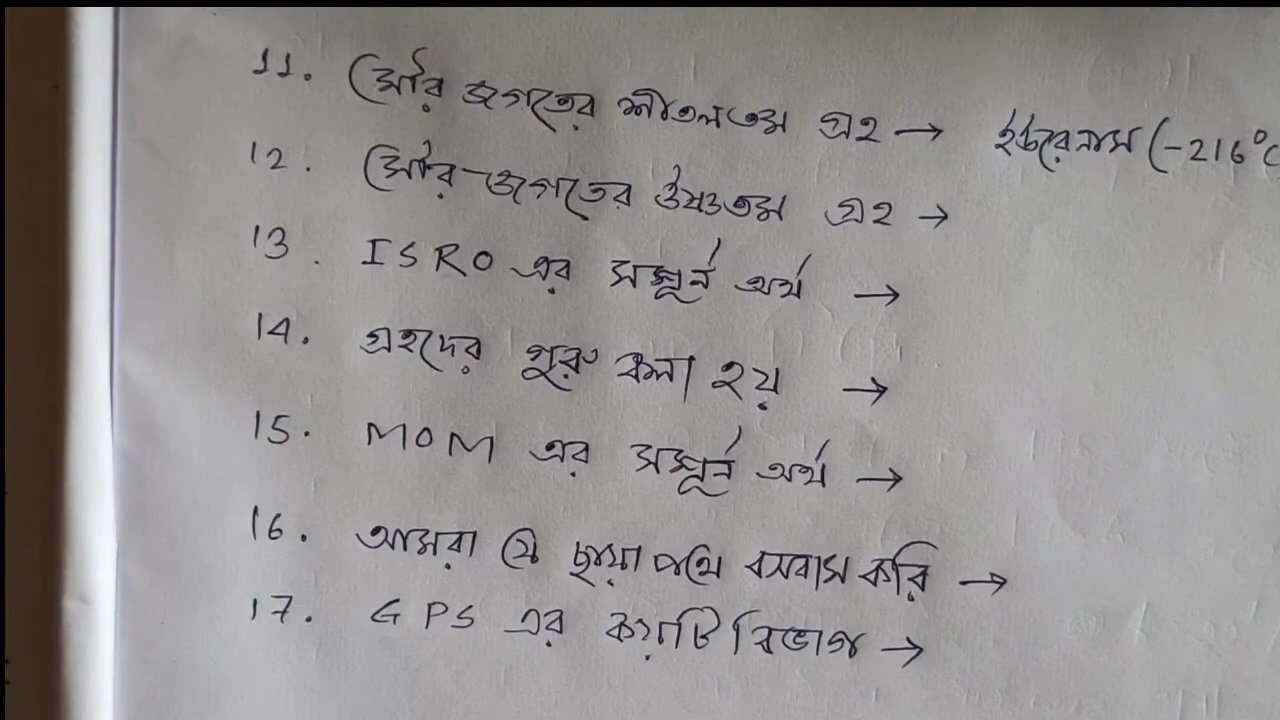 11. সৌর জগতের শীতলতম গ্রহ → ইউরেনাস (-216°C
12. সৌর-জগতের উষ্ণতম গ্রহ →
13. ISRO এর সম্পূর্ন অর্থ →
14. গ্রহদের গুরু বলা হয় →
15. MOM এর সম্পূর্ন অর্থ →
16. আমরা যে ছায়া পথে বসবাস করি →
17. GPS এর কয়টি বিভাগ →